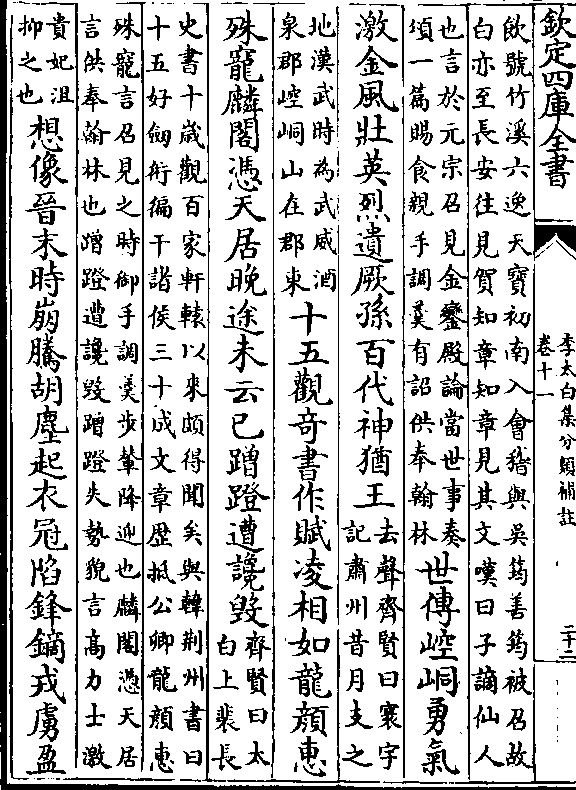 欽定四庫全書
李太白集分類補註
卷十一
二十二
飲號竹溪六逸天寳初南入會稽與吳筠善筠被召故
白亦至長安往見賀知章知章見其文嘆曰子謫仙人
也言於元宗召見金鑾殿論當世事奏
頌一篇賜食親手調羮有詔供奉翰林
世傳崆峒勇氣
激金風壯英烈遺厥孫百代神猶王
去聲齊賢曰寰宇
記肅州昔月支之
地漢武時為武威酒
泉郡崆峒山在郡東
十五觀奇書作賦凌相如龍顔惠
殊寵麟閣憑天居晚途未云已蹭蹬遭讒毁
齊賢曰太
白上裴長
史書十嵗觀百家軒轅以來頗得聞矣與韓荆州書曰
十五好劔術徧干諸侯三十成文章歴抵公卿龍顔惠
殊寵言召見之時御手調羮步輦降迎也麟閣憑天居
言供奉翰林也蹭蹬遭讒毁蹭蹬失勢貌言髙力士激
貴妃沮
抑之也
想像晉末時崩騰胡塵起衣冠陷鋒鏑戎虜盈